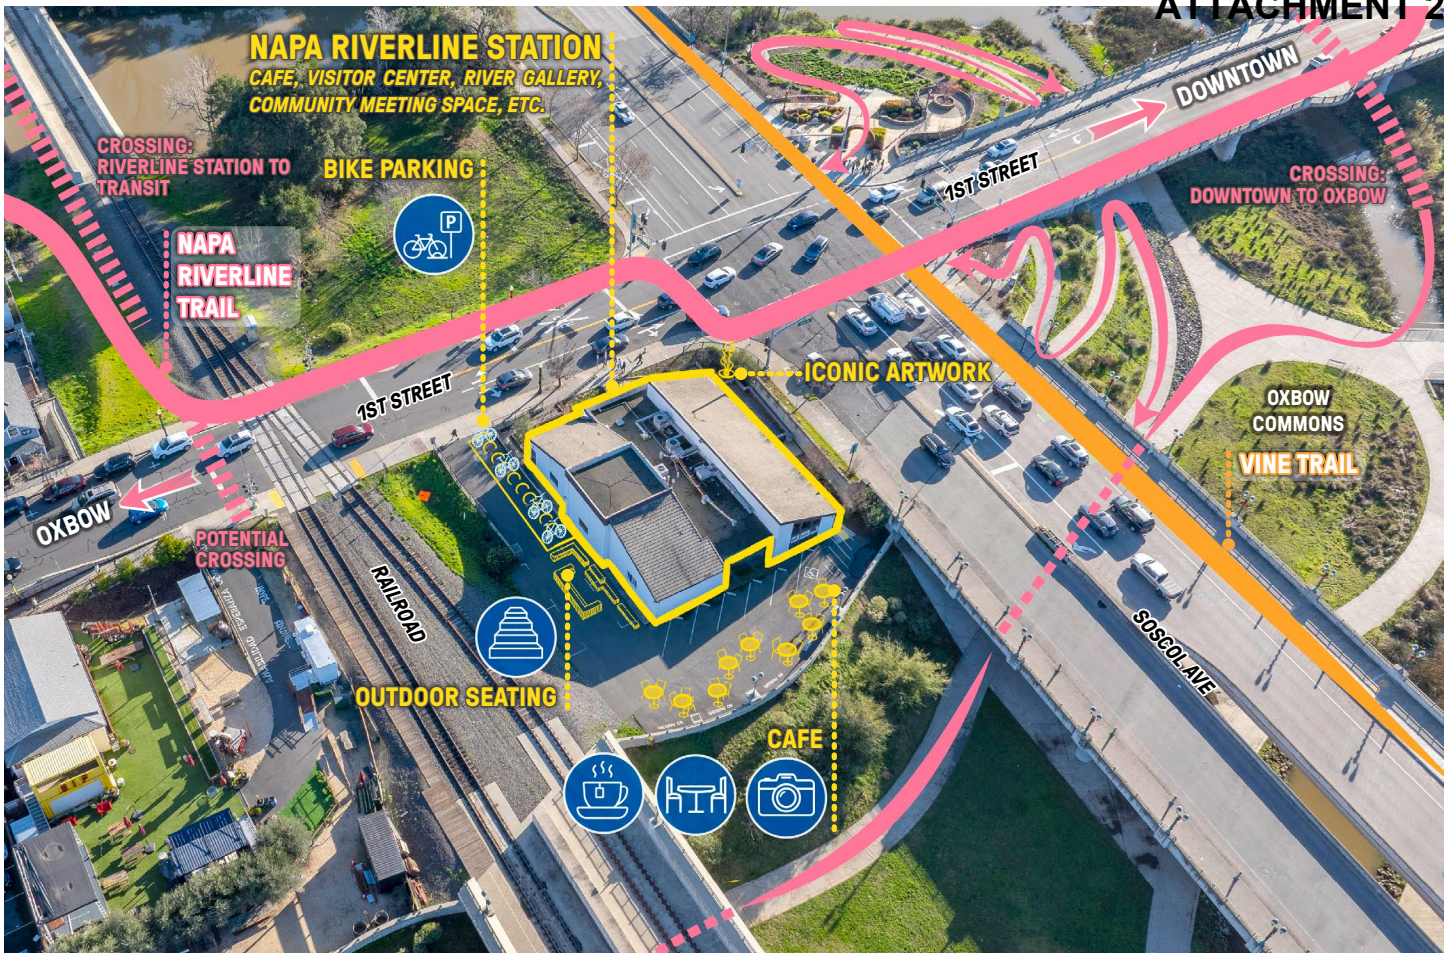 ATTACHMENT 2
NAPA RIVERLINE STATION
CAFE, VISITOR CENTER, RIVER GALLERY,
COMMUNITY MEETING SPACE, ETC.
DOWNTOWN
CROSSING:
RIVERLINE STATION TO
TRANSIT
BIKE PARKING
P
1ST STREET
CROSSING:
DOWNTOWN TO OXBOW
NAPA
RIVERLINE
TRAIL
ICONIC ARTWORK
1ST STREET
OXBOW
COMMONS
VINE TRAIL
OXBOW
POTENTIAL
CROSSING
RAILROAD
SOSCOL AVE
OUTDOOR SEATING
CAFE